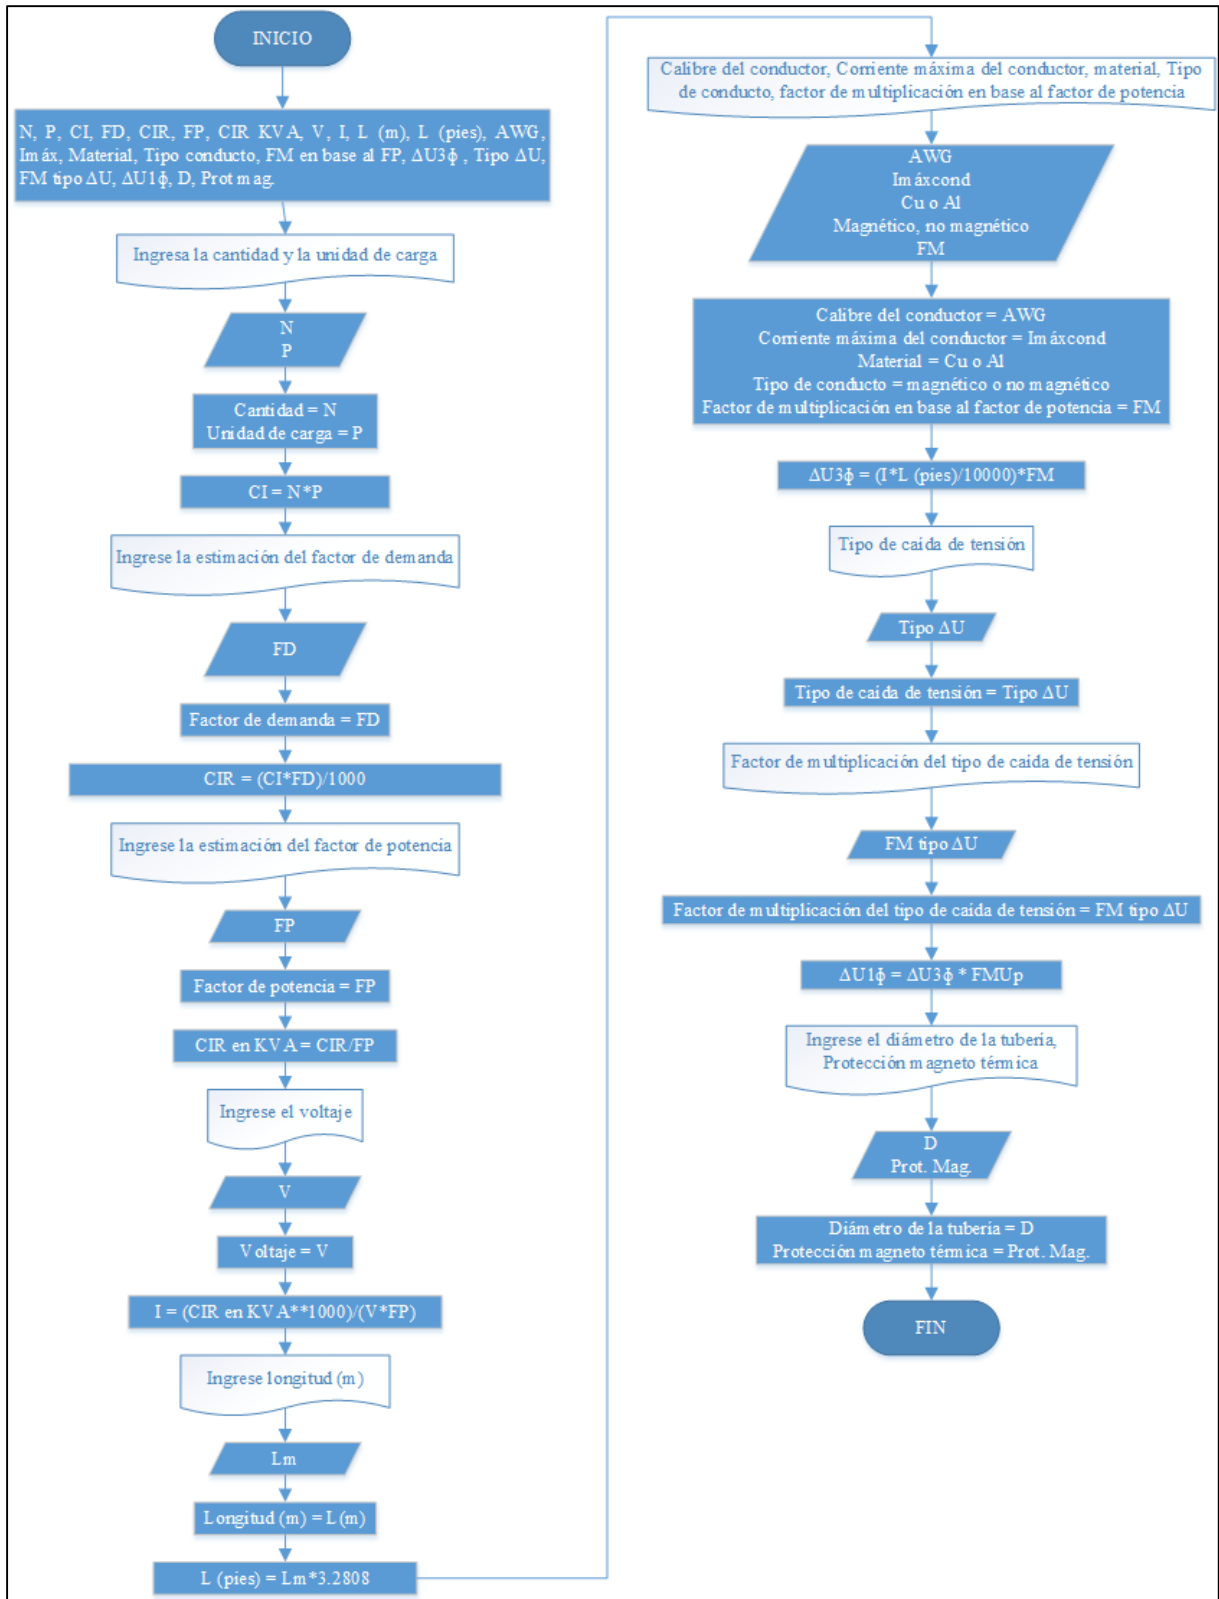 INICIO
N, P, CI, FD, CIR, FP, CIR KVA, V, I, L (m), L (pies), AWG,
Imáx, Material, Tipo conducto, FM en base al FP, ΔU3ϕ , Tipo ΔU,
FM tipo ΔU, ΔU1ϕ, D, Prot mag.
Ingresa la cantidad y la unidad de carga
N
P
Cantidad = N
Unidad de carga = P
CI = N*P
Ingrese la estimación del factor de demanda
FD
Factor de demanda = FD
CIR = (CI*FD)/1000
Ingrese la estimación del factor de potencia
FP
Factor de potencia = FP
CIR en KVA = CIR/FP
Ingrese el voltaje
V
Voltaje = V
I = (CIR en KVA**1000)/(V*FP)
Ingrese longitud (m)
Lm
Longitud (m) = L(m)
L (pies) = Lm*3.2808
Calibre del conductor, Corriente máxima del conductor, material, Tipo
de conducto, factor de multiplicación en base al factor de potencia
AWG
Imáxcond
Cu o Al
Magnético, no magnético
FM
Calibre del conductor = AWG
Corriente máxima del conductor = Imáxcond
Material = Cu o Al
Tipo de conducto = magnético o no magnético
Factor de multiplicación en base al factor de potencia = FM
ΔU3ϕ = (I*L (pies)/10000)*FM
Tipo de caída de tensión
Tipo ΔU
Tipo de caída de tensión = Tipo ΔU
Factor de multiplicación del tipo de caída de tensión
FM tipo ΔU
Factor de multiplicación del tipo de caída de tensión = FM tipo ΔU
ΔU1ϕ = ΔU3ϕ * FMUp
Ingrese el diámetro de la tubería,
Protección magneto térmica
D
Prot. Mag.
Diámetro de la tubería = D
Protección magneto térmica = Prot. Mag.
FIN